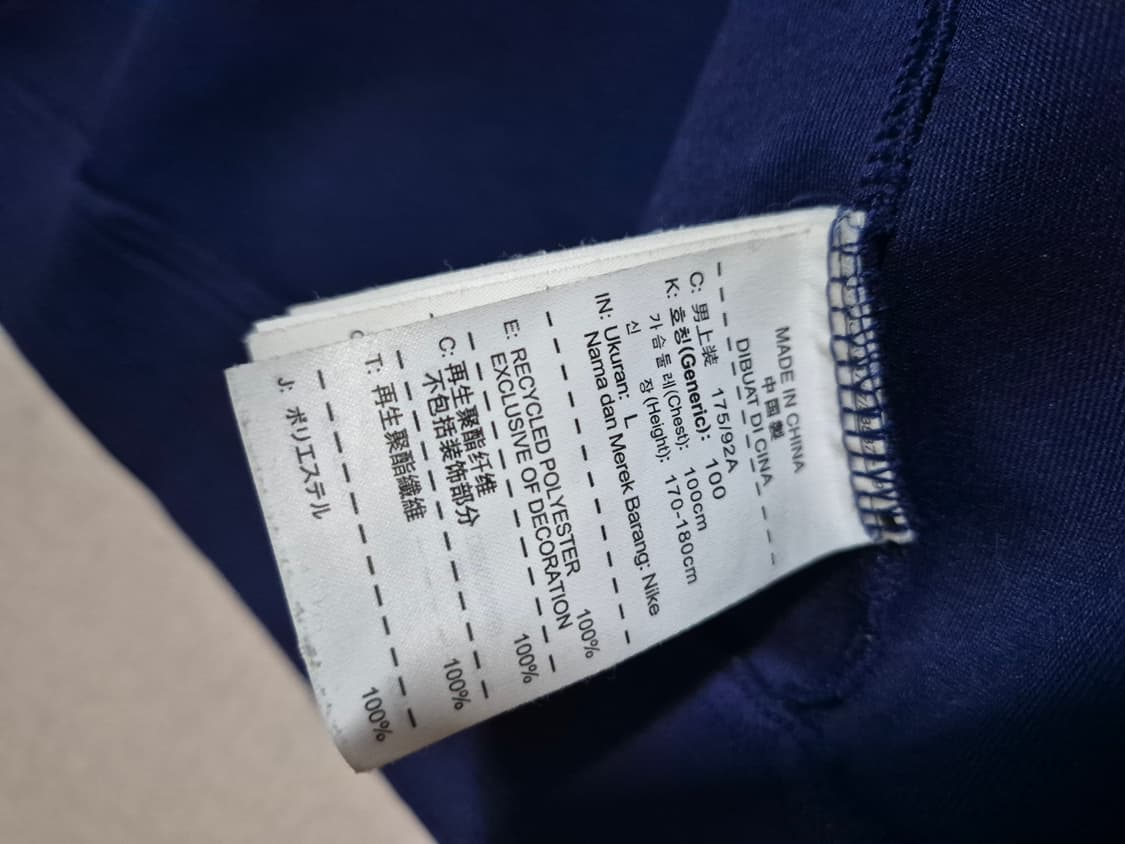 MADE IN CHINA
中国製
DIBUAT DI CINA
C: 男上装 175/92A
K: 호칭(Generic): 100
가슴둘레(Chest): 100cm
신 장(Height): 170-180cm
IN: Ukuran: L
Nama dan Merek Barang: Nike
E: RECYCLED POLYESTER 100%
EXCLUSIVE OF DECORATION
C: 再生聚酯纤维 100%
不包括装饰部分
T: 再生聚酯纖維 100%
J: ポリエステル 100%